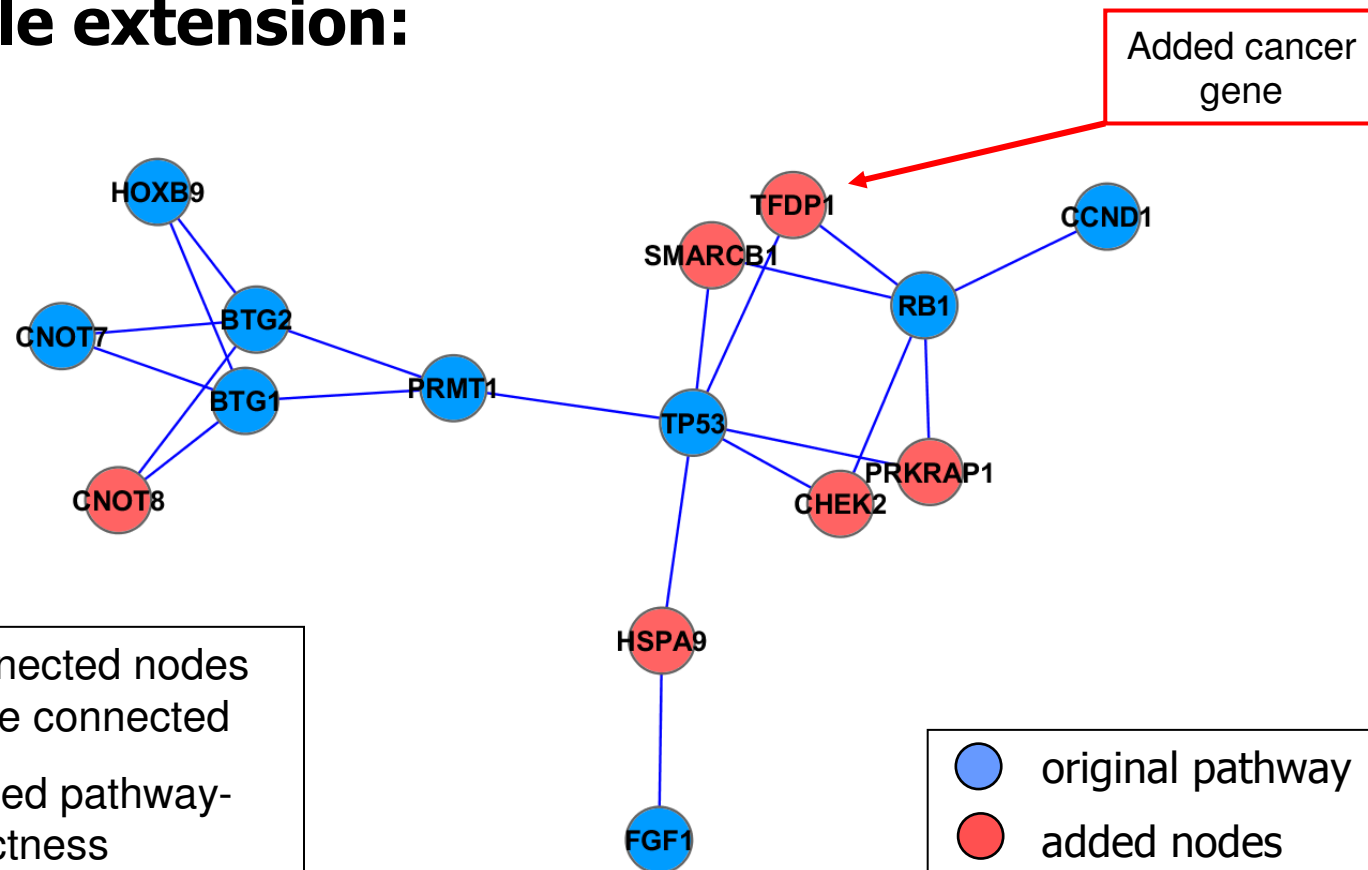 le extension:
Added cancer
gene
HOXB9
TFDP1
CCND1
SMARCB1
RB1
BTG2
CNOT7
PRMT1
BTG1
TP53
PRKRAP1
CNOT8
CHEK2
HSPA9
FGF1
nected nodes
e connected
ed pathway-
ctness
original pathway
added nodes